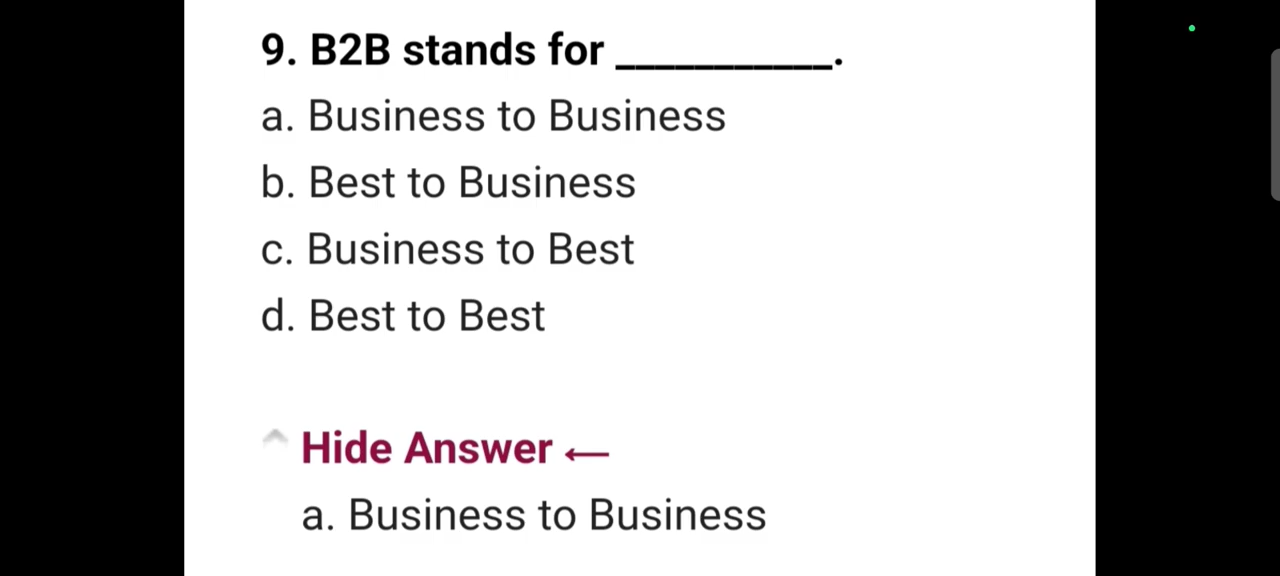 9. B2B stands for ___________.
a. Business to Business
b. Best to Business
c. Business to Best
d. Best to Best
Hide Answer ←
a. Business to Business